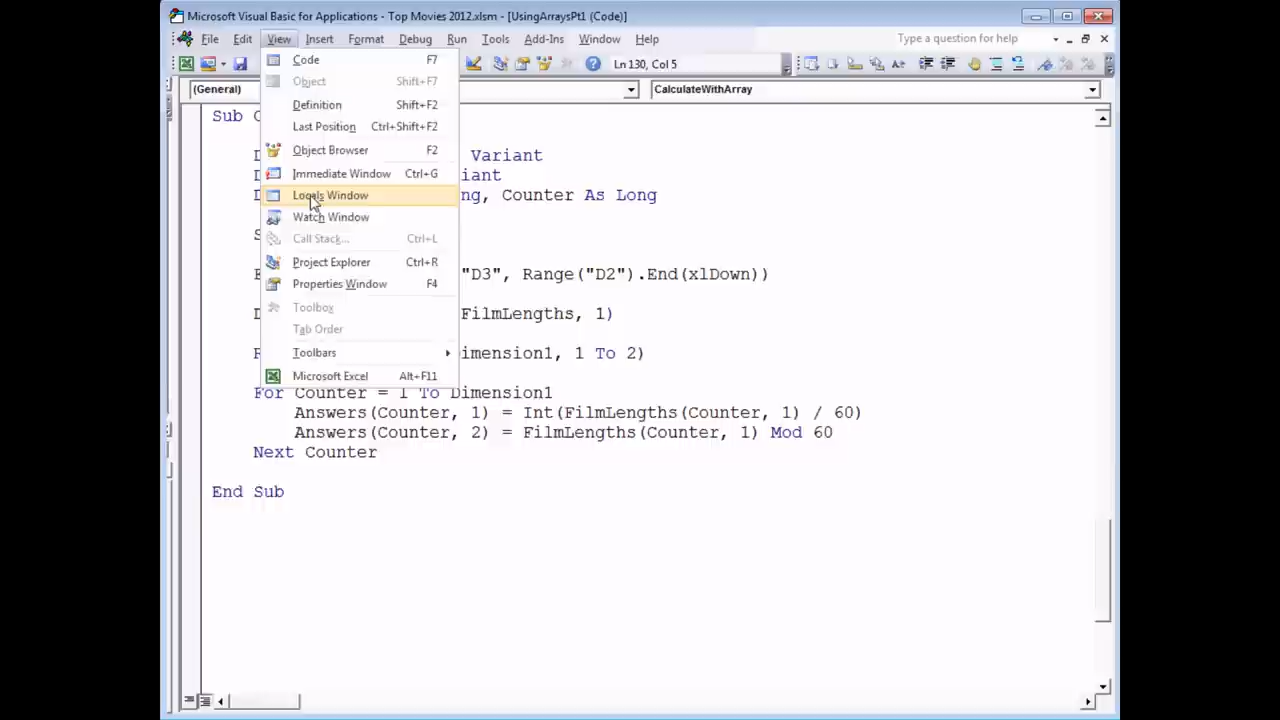 Microsoft Visual Basic for Applications - Top Movies 2012.xlsm - [UsingArraysPt1 (Code)]
File Edit View Insert Format Debug Run Tools Add-Ins Window Help Type a question for help
Ln 130, Col 5
(General) CalculateWithArray
Code F7
Object Shift+F7
Definition Shift+F2
Last Position Ctrl+Shift+F2
Object Browser F2
Immediate Window Ctrl+G
Locals Window
Watch Window
Call Stack... Ctrl+L
Project Explorer Ctrl+R
Properties Window F4
Toolbox
Tab Order
Toolbars
Microsoft Excel Alt+F11
Sub C
D Variant
D iant
D ng, Counter As Long
S
"D3", Range("D2").End(xlDown))
D FilmLengths, 1)
R imension1, 1 To 2)
For Counter = 1 To Dimension1
Answers(Counter, 1) = Int(FilmLengths(Counter, 1) / 60)
Answers(Counter, 2) = FilmLengths(Counter, 1) Mod 60
Next Counter
End Sub